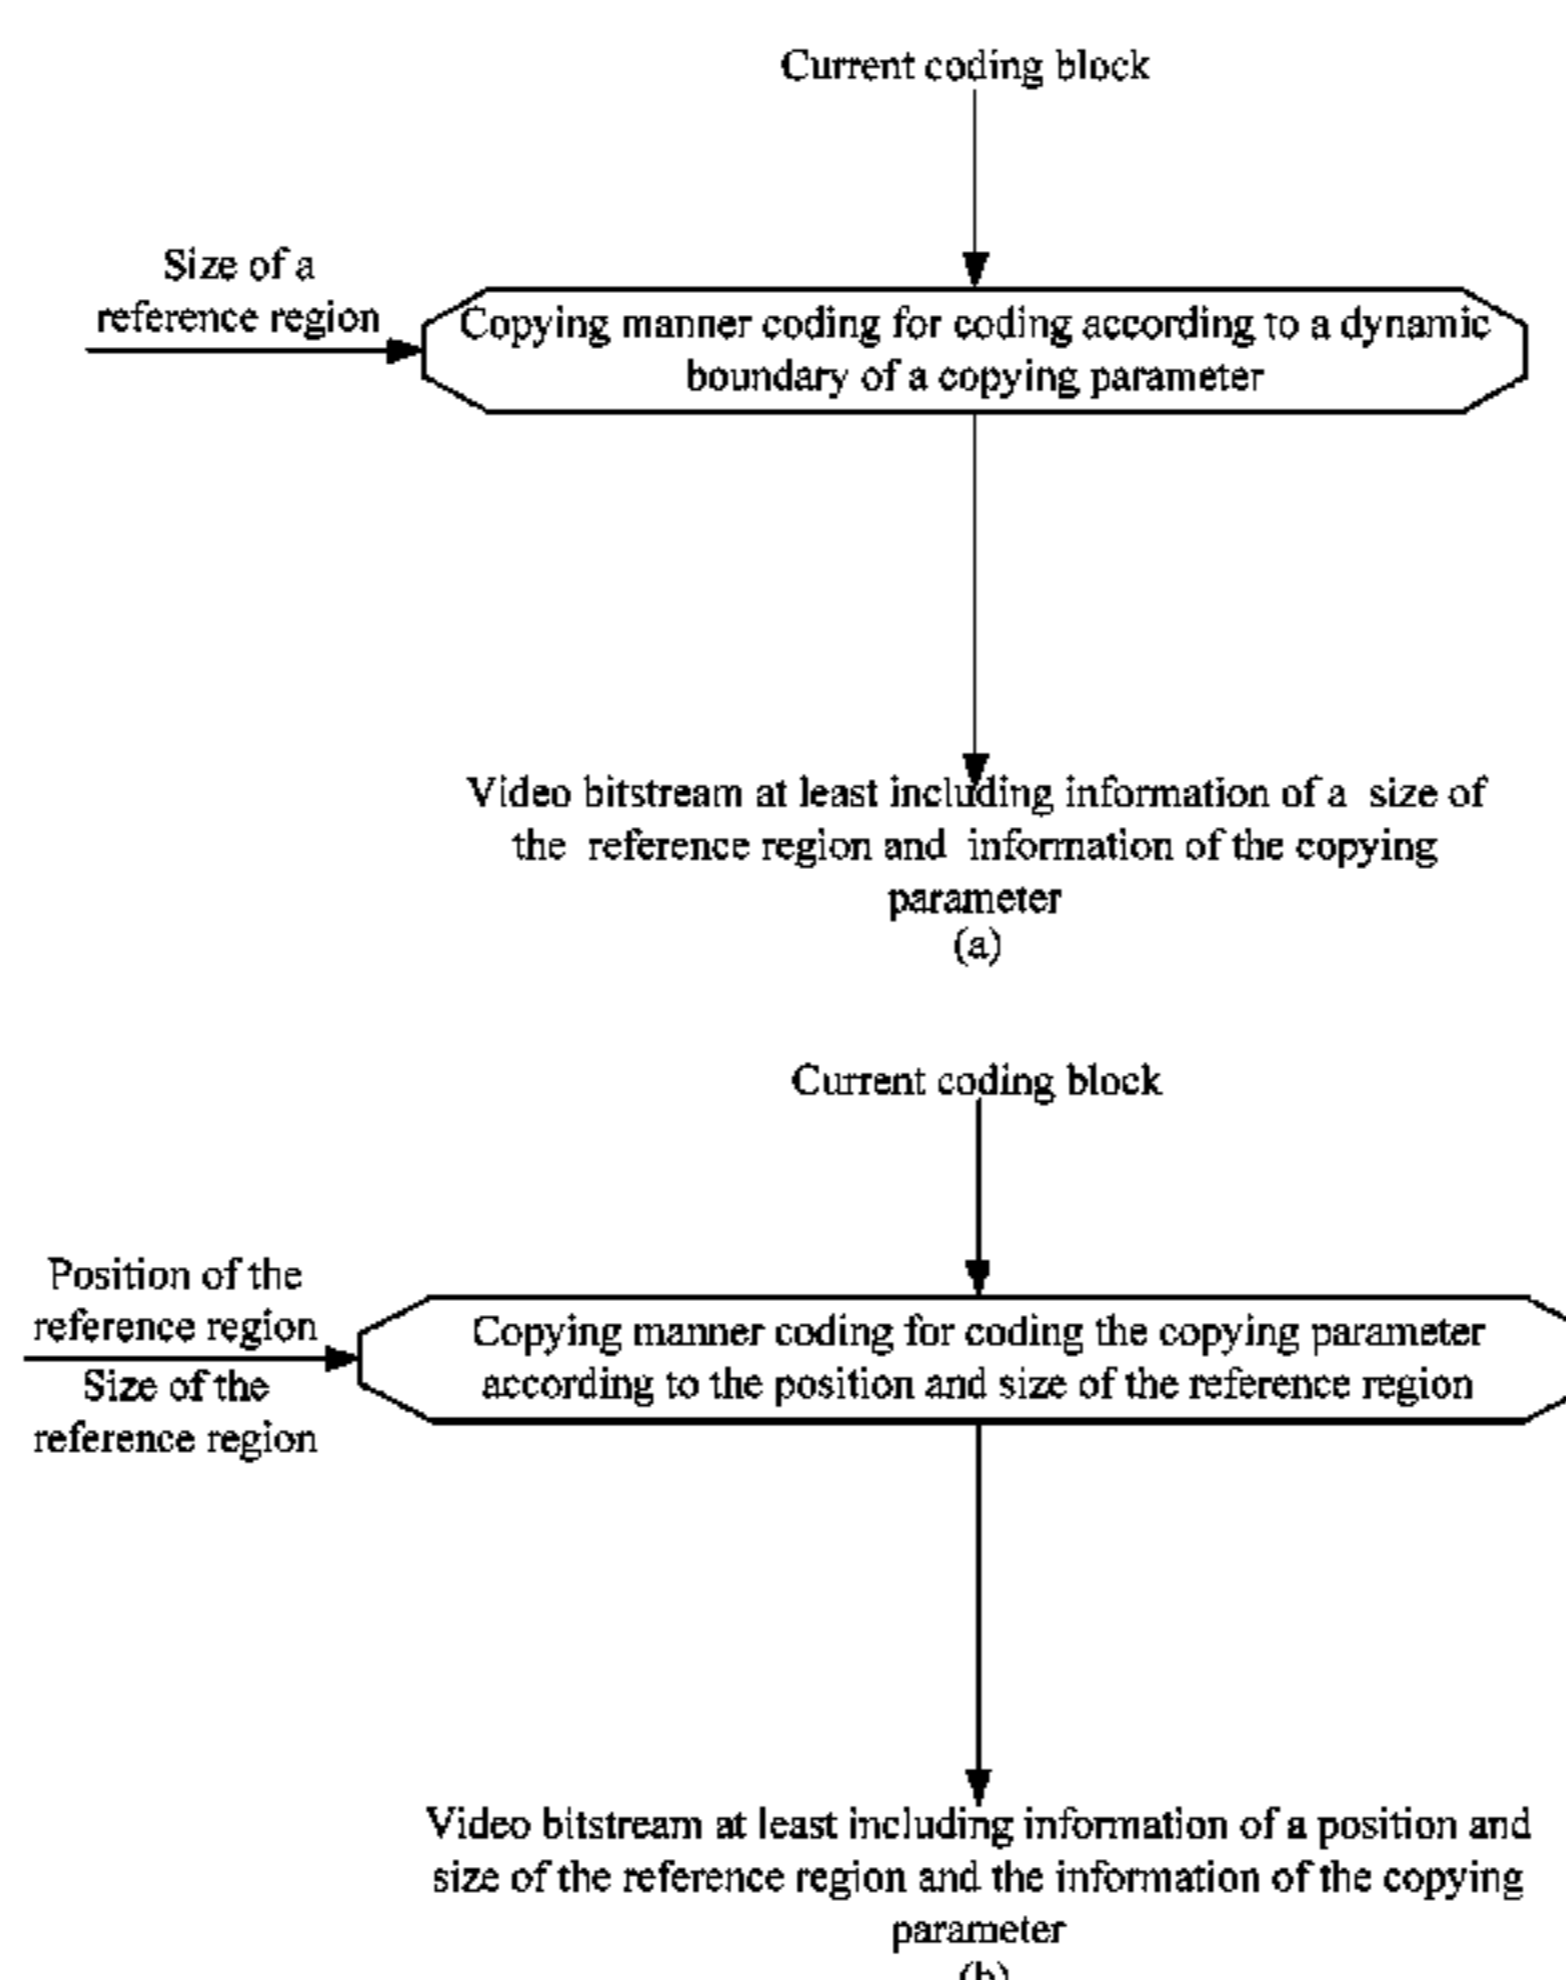 Current coding block
Size of a
reference region
Copying manner coding for coding according to a dynamic
boundary of a copying parameter
Video bitstream at least including information of a size of
the reference region and information of the copying
parameter
(a)
Current coding block
Position of the
reference region
Size of the
reference region
Copying manner coding for coding the copying parameter
according to the position and size of the reference region
Video bitstream at least including information of a position and
size of the reference region and the information of the copying
parameter
(b)